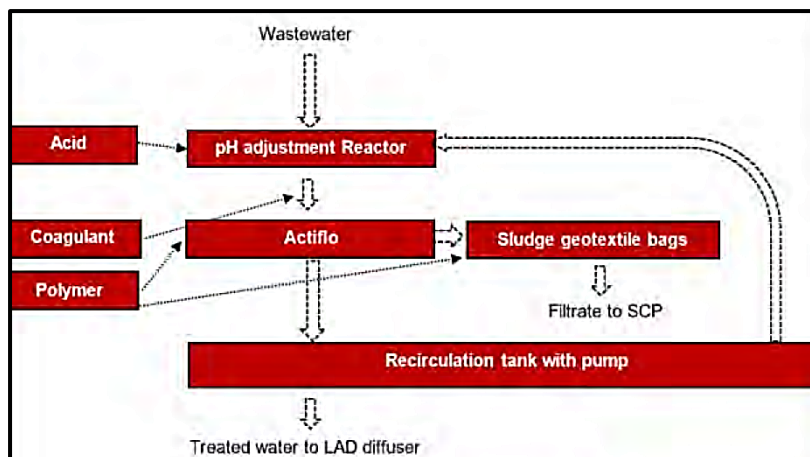 Wastewater
Acid
pH adjustment Reactor
Coagulant
Actiflo
Sludge geotextile bags
Polymer
Filtrate to SCP
Recirculation tank with pump
Treated water to LAD diffuser